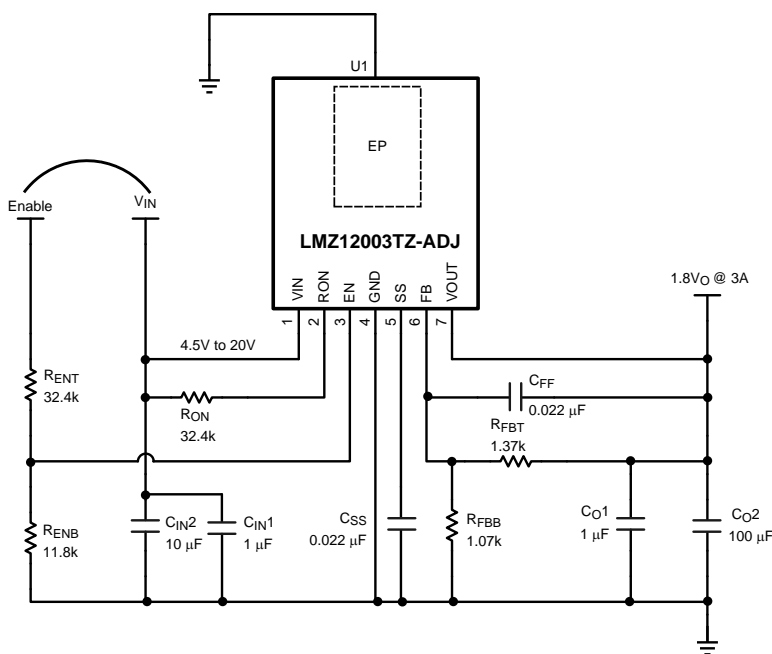 U1
EP
LMZ12003TZ-ADJ
VIN
RON
EN
GND
SS
FB
VOUT
1
2
3
4
5
6
7
Enable
VIN
1.8VO @ 3A
4.5V to 20V
RENT
32.4k
RON
32.4k
CFF
0.022 µF
RFBT
1.37k
RENB
11.8k
CIN2
10 µF
CIN1
1 µF
CSS
0.022 µF
RFBB
1.07k
CO1
1 µF
CO2
100 µF